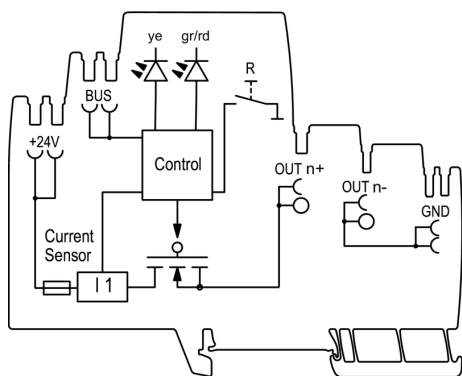 ye gr/rd
R
BUS
+24V
Control
OUT n+
OUT n-
GND
Current
Sensor
I 1